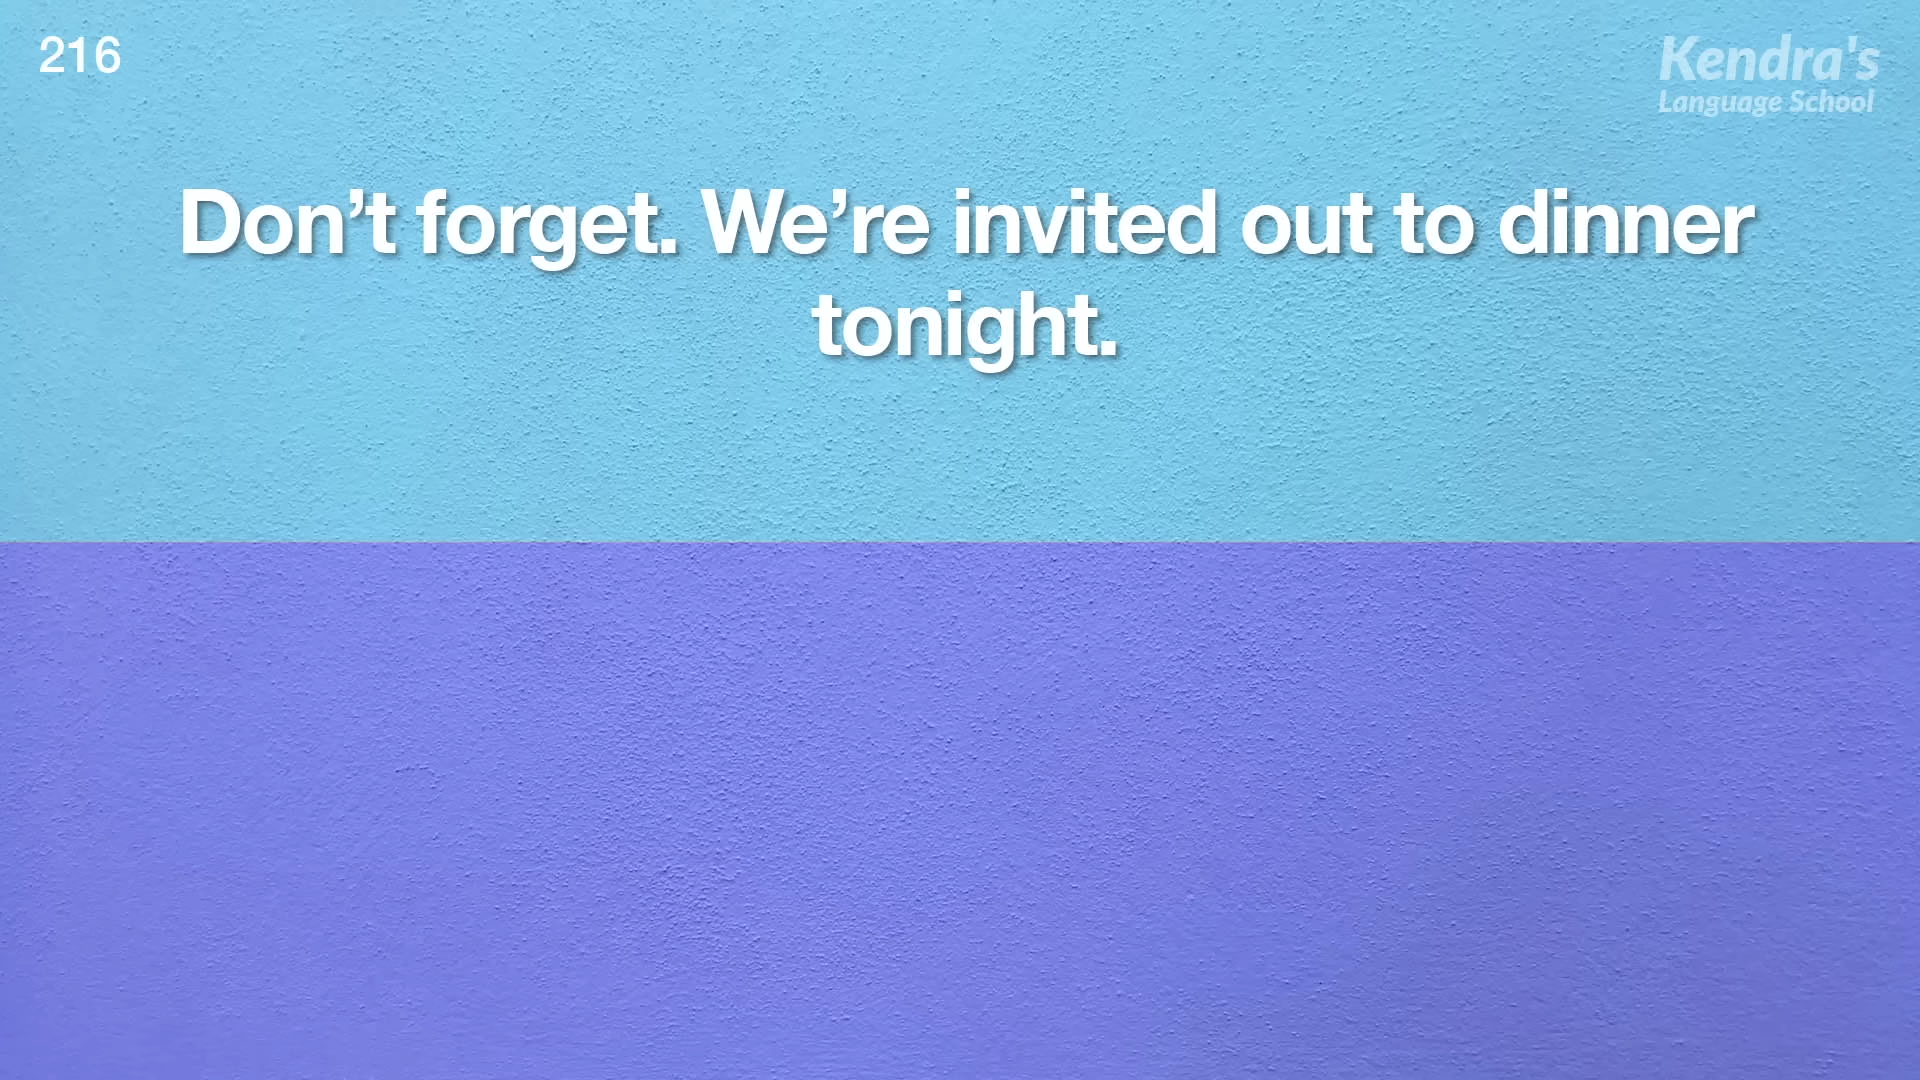 216
Kendra's
Language School
Don’t forget. We’re invited out to dinner
tonight.